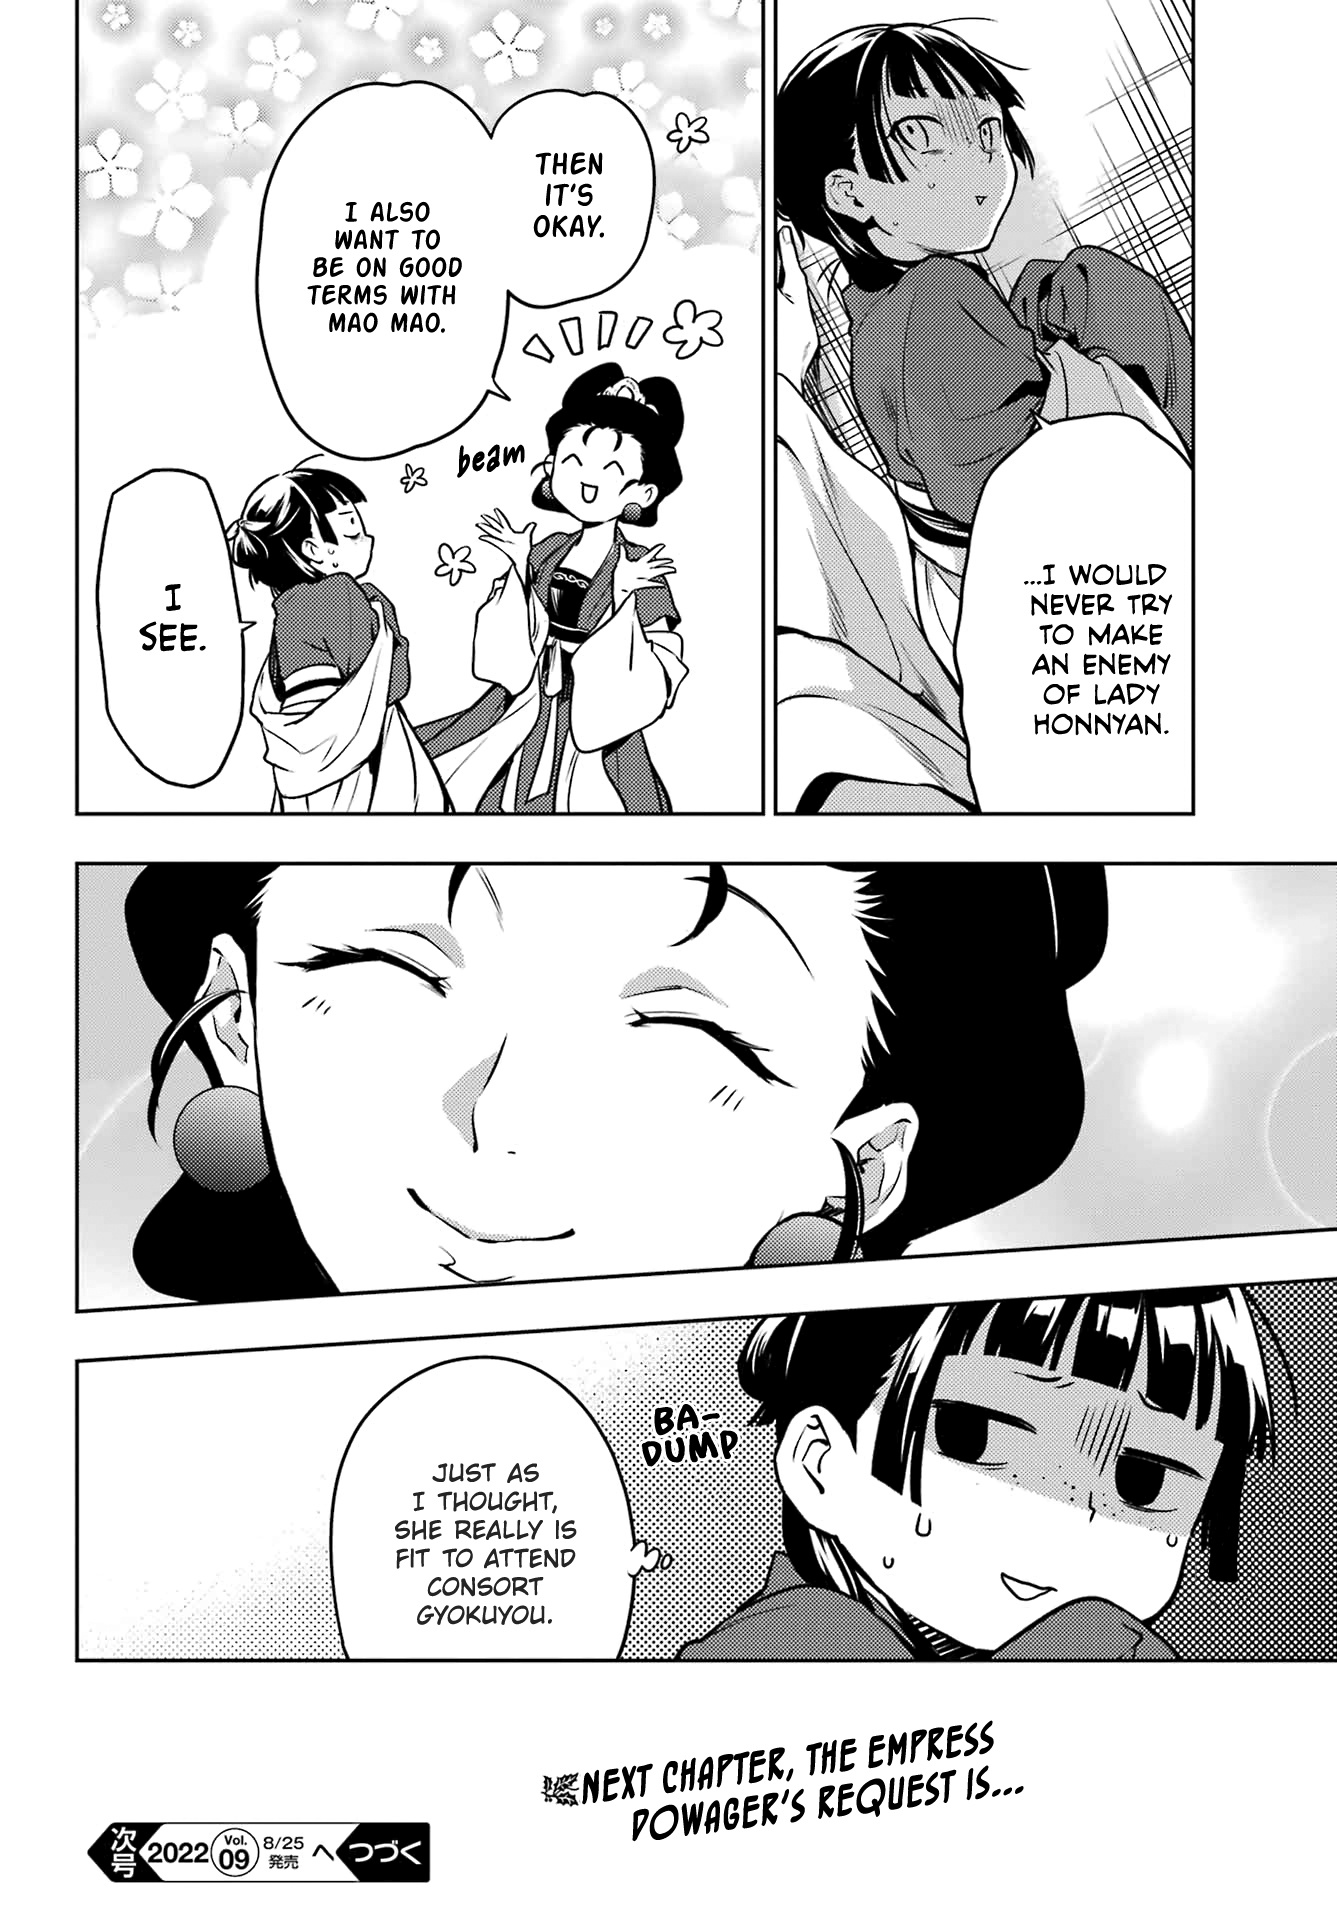 ...I WOULD
NEVER TRY
TO MAKE
AN ENEMY
OF LADY
HONNYAN.
THEN
IT'S
OKAY.
I ALSO
WANT TO
BE ON GOOD
TERMS WITH
MAO MAO.
beam
I
SEE.
BA-
DUMP
JUST AS
I THOUGHT,
SHE REALLY IS
FIT TO ATTEND
CONSORT
GYOKUYOU.
NEXT CHAPTER, THE EMPRESS
DOWAGER'S REQUEST IS...
次号 2022 Vol. 09 8/25 発売 へ つづく